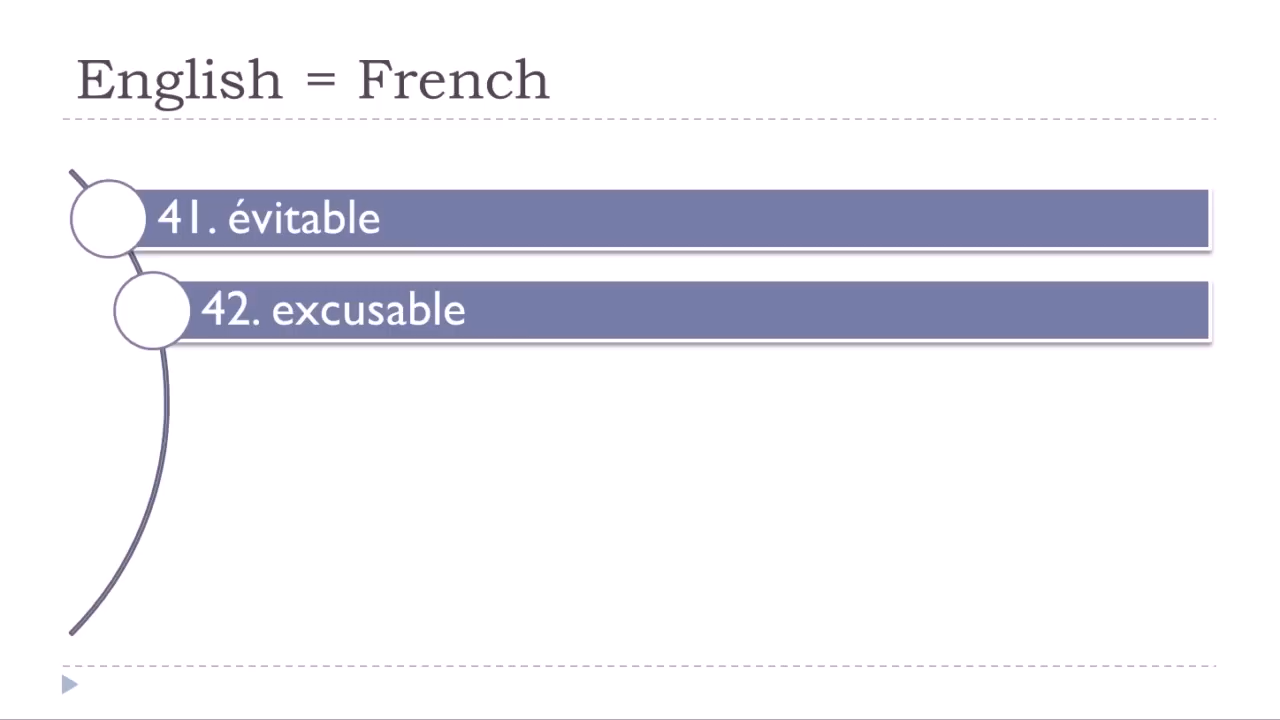 English = French
41. évitable
42. excusable